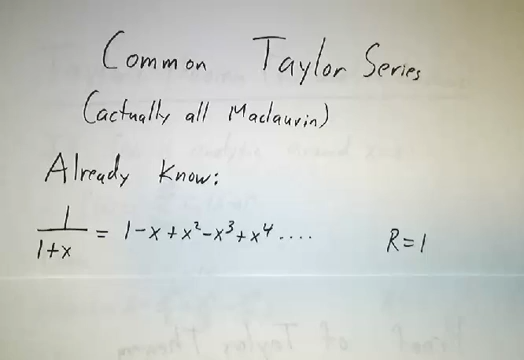 Common Taylor Series
(actually all Maclaurin)
Already Know:
1/(1+x) = 1-x+x²-x³+x⁴.... R=1